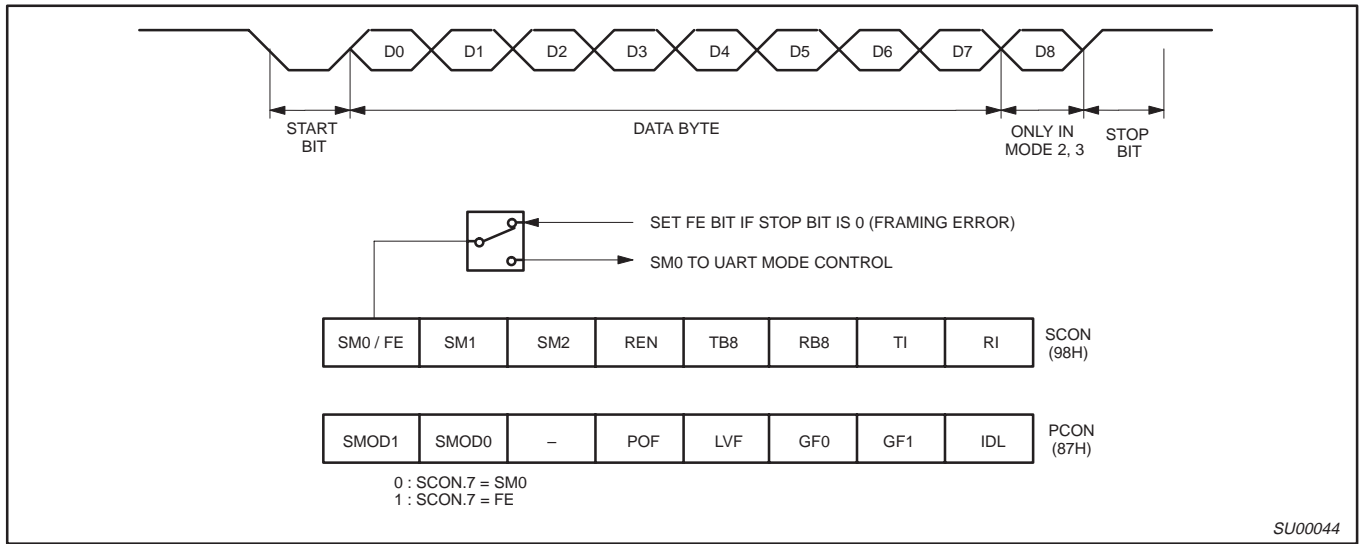 D0 D1 D2 D3 D4 D5 D6 D7 D8
START
BIT
DATA BYTE
ONLY IN
MODE 2, 3
STOP
BIT
SET FE BIT IF STOP BIT IS 0 (FRAMING ERROR)
SM0 TO UART MODE CONTROL
SM0 / FE SM1 SM2 REN TB8 RB8 TI RI
SCON
(98H)
SMOD1 SMOD0 – POF LVF GF0 GF1 IDL
PCON
(87H)
0 : SCON.7 = SM0
1 : SCON.7 = FE
SU00044